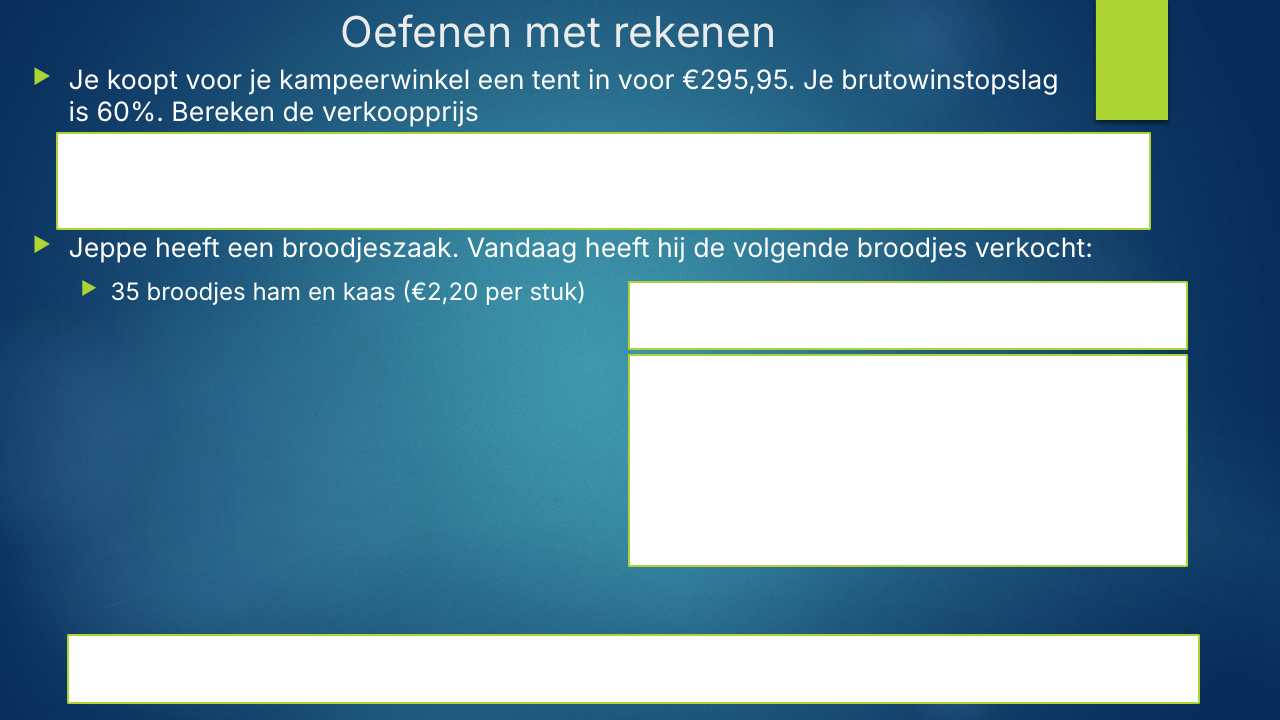 Oefenen met rekenen
Je koopt voor je kampeerwinkel een tent in voor €295,95. Je brutowinstopslag
is 60%. Bereken de verkoopprijs
Jeppe heeft een broodjeszaak. Vandaag heeft hij de volgende broodjes verkocht:
35 broodjes ham en kaas (€2,20 per stuk)